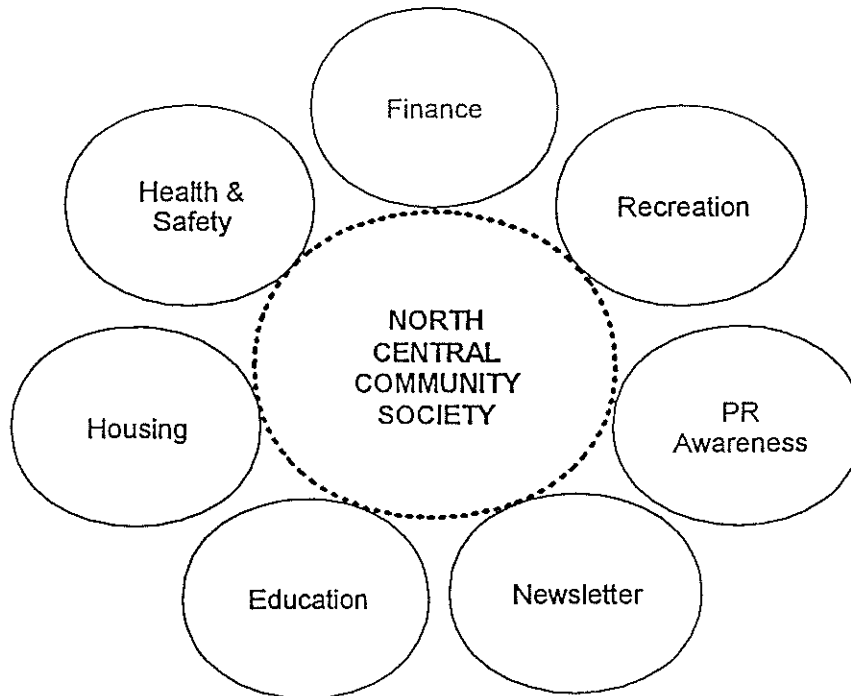 Finance
Health &
Safety
Recreation
NORTH
CENTRAL
COMMUNITY
SOCIETY
Housing
PR
Awareness
Education
Newsletter